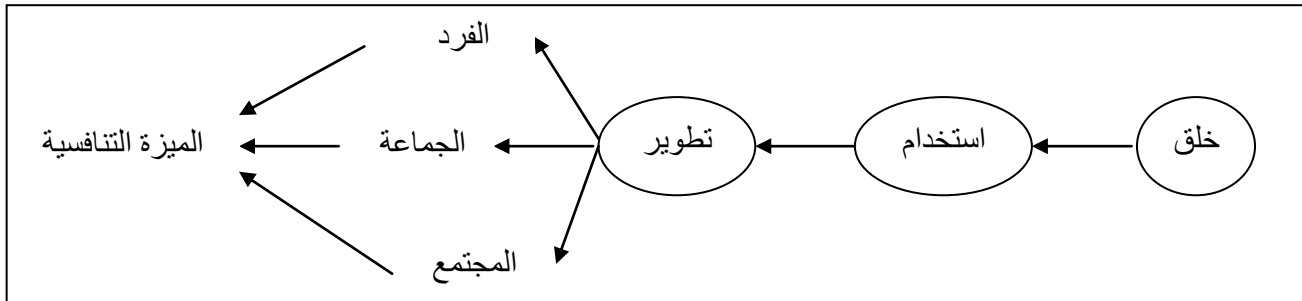 الفرد
خلق
استخدام
تطوير
الجماعة
الميزة التنافسية
المجتمع